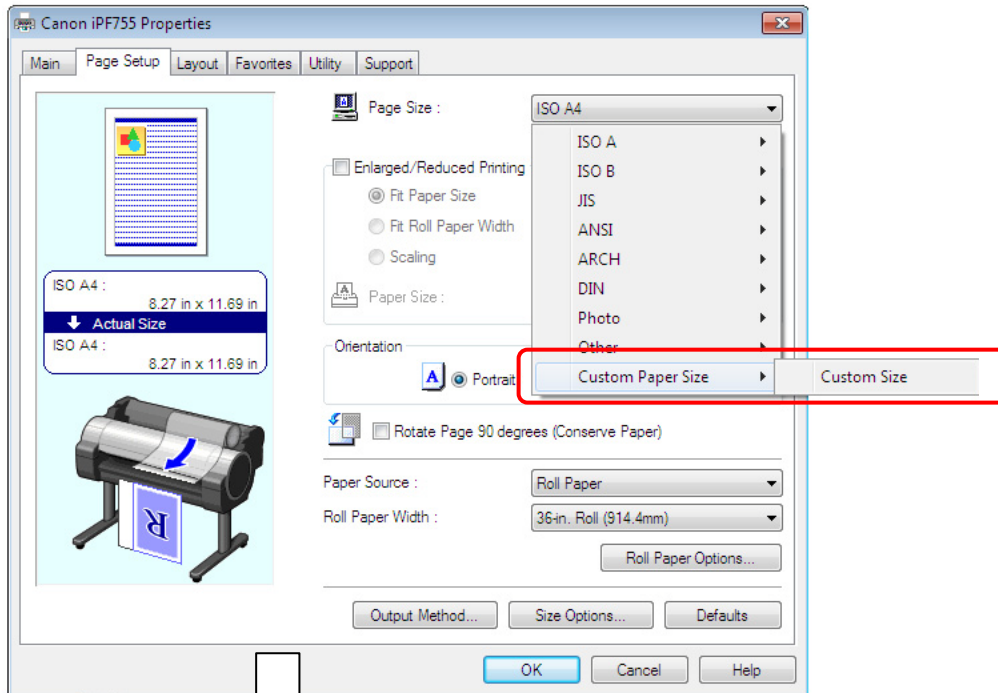 Canon iPF755 Properties
Main Page Setup Layout Favorites Utility Support
Page Size : ISO A4
ISO A
ISO B
JIS
ANSI
ARCH
DIN
Photo
Other
Custom Paper Size Custom Size
Enlarged/Reduced Printing
Fit Paper Size
Fit Roll Paper Width
Scaling
Paper Size :
ISO A4 :
8.27 in x 11.69 in
Actual Size
ISO A4 :
8.27 in x 11.69 in
Orientation
A Portrait
Rotate Page 90 degrees (Conserve Paper)
R
Paper Source : Roll Paper
Roll Paper Width : 36-in. Roll (914.4mm)
Roll Paper Options...
Output Method... Size Options... Defaults
OK Cancel Help